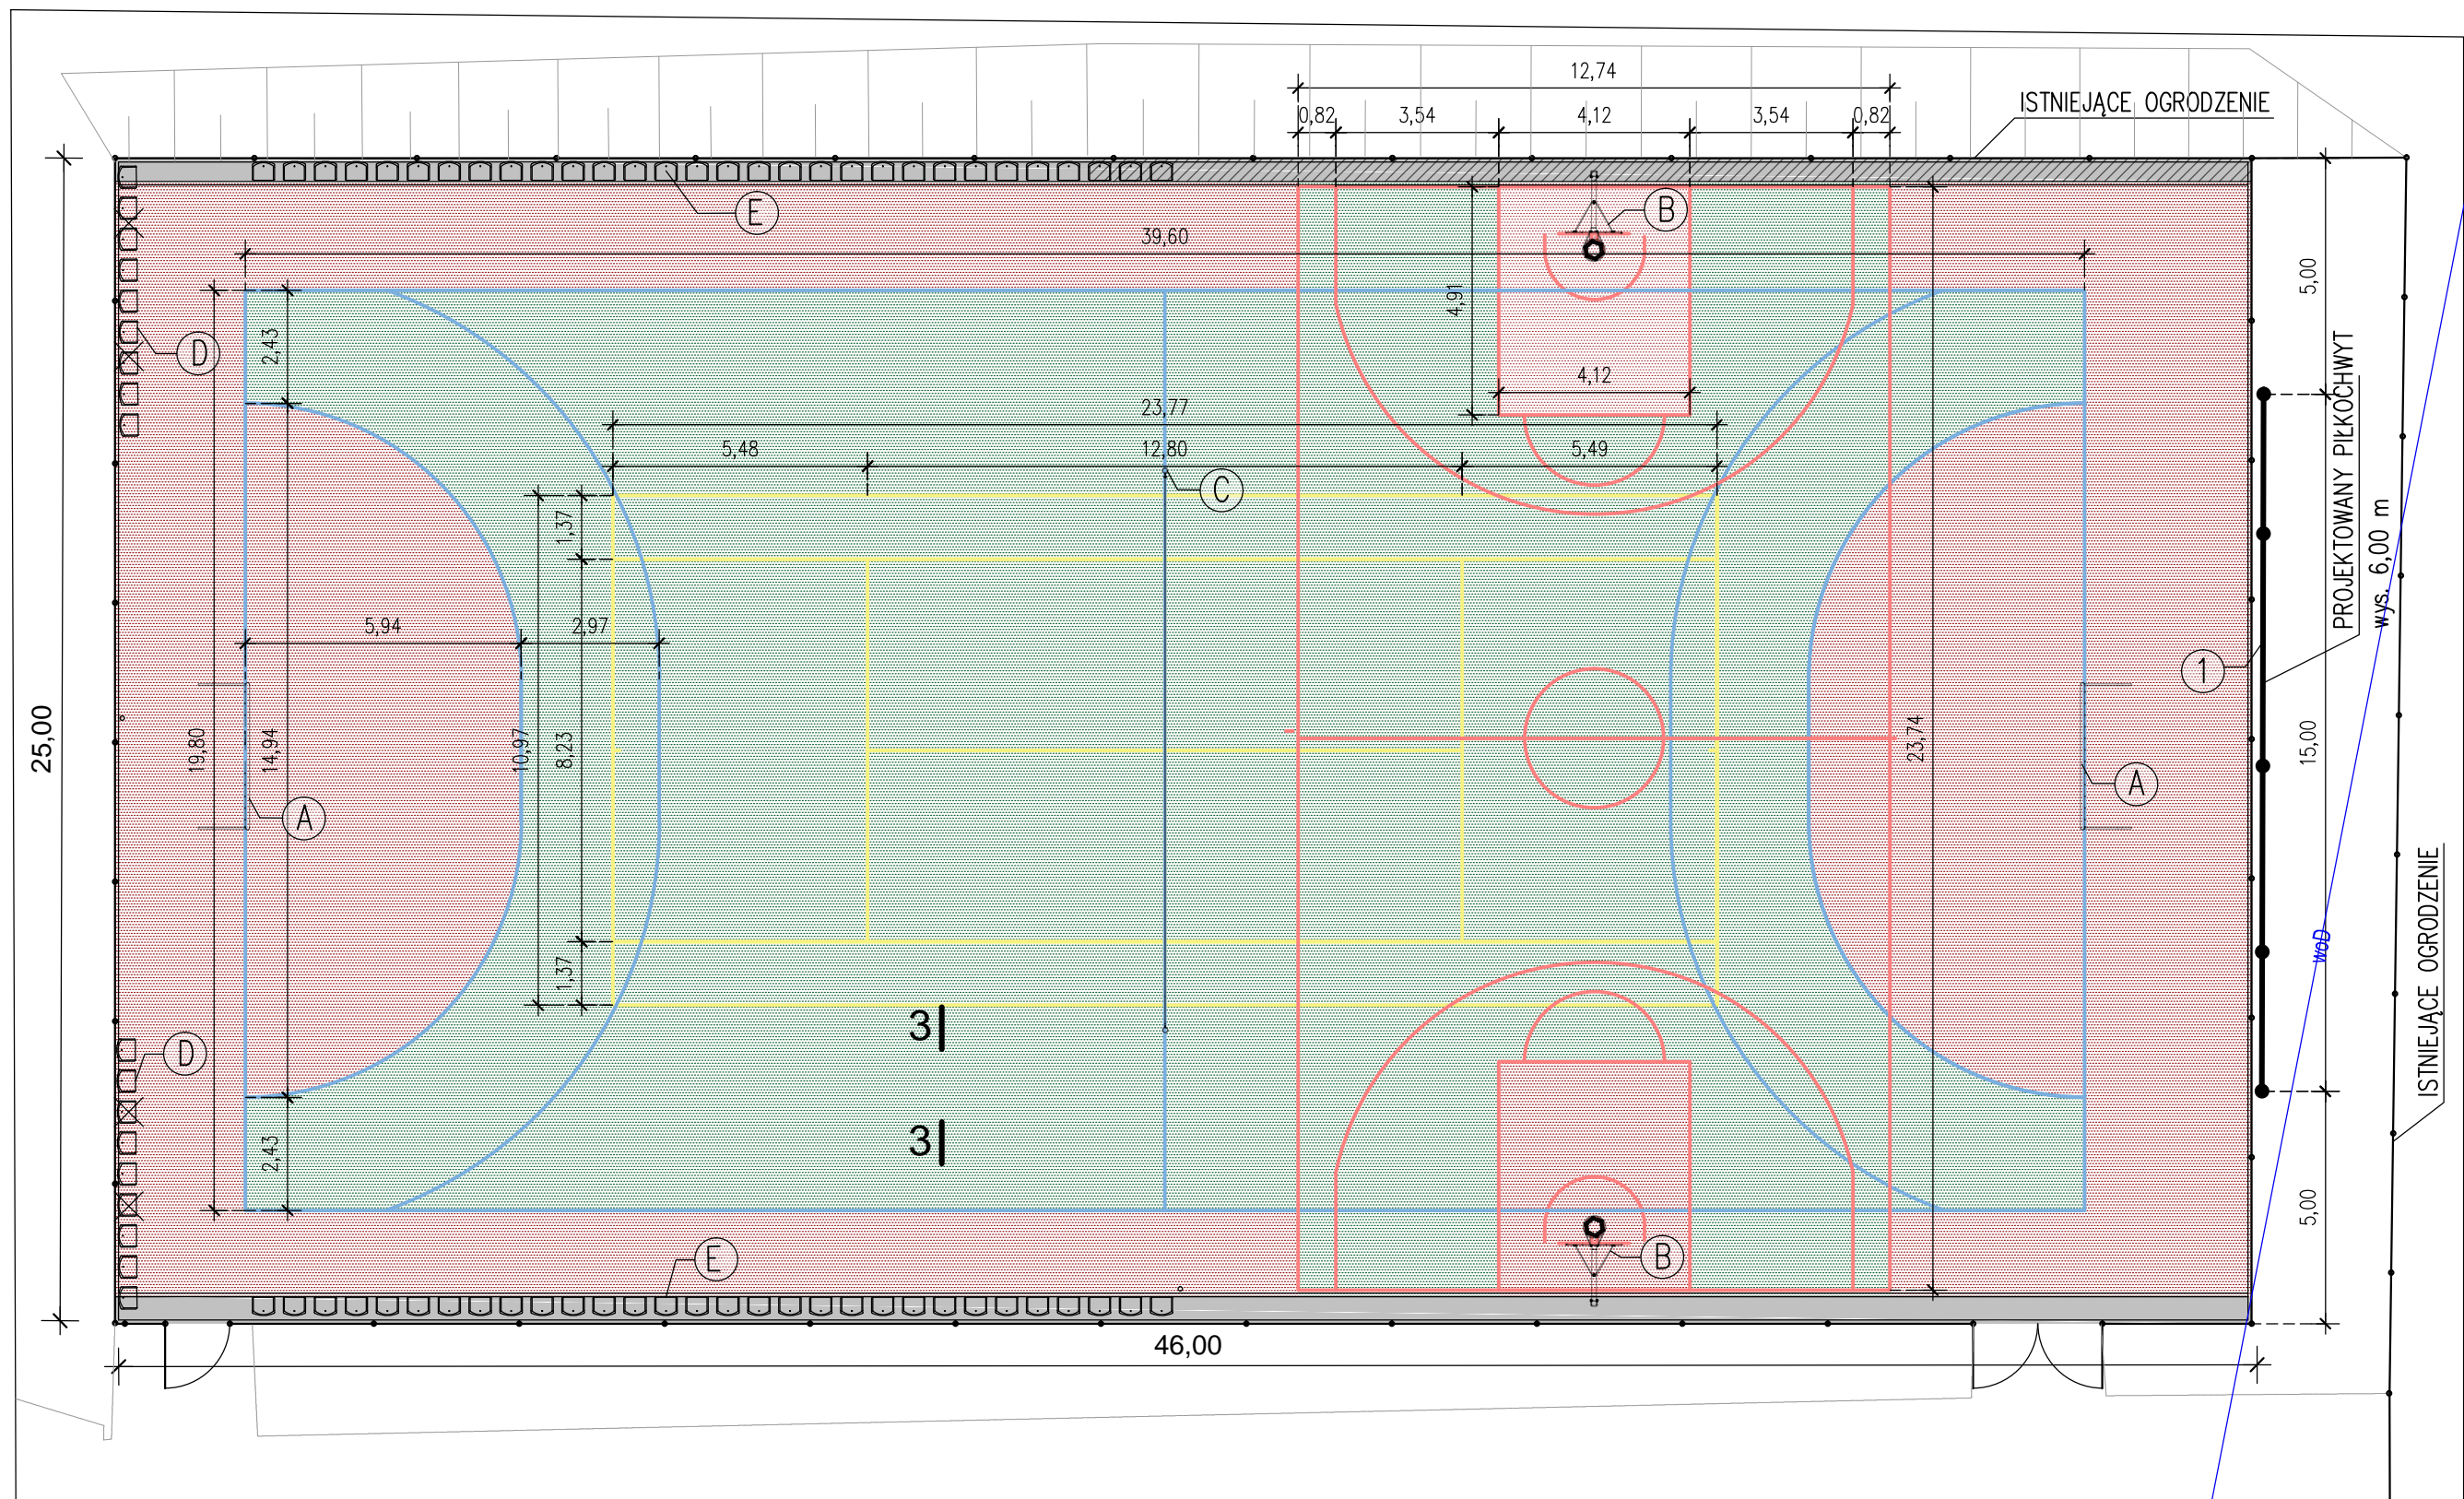 12,74
ISTNIEJĄCE OGRODZENIE
0,82
3,54
4,12
3,54
0,82
E
B
39,60
5,00
4,91
2,43
D
4,12
23,77
5,48
12,80
5,49
C
PROJEKTOWANY PIŁKOCHWYT
wys. 6,00 m
1,37
5,94
2,97
1
25,00
19,80
14,94
10,97
8,23
23,74
15,00
A
A
ISTNIEJĄCE OGRODZENIE
woD
1,37
3
D
3
2,43
5,00
E
B
46,00